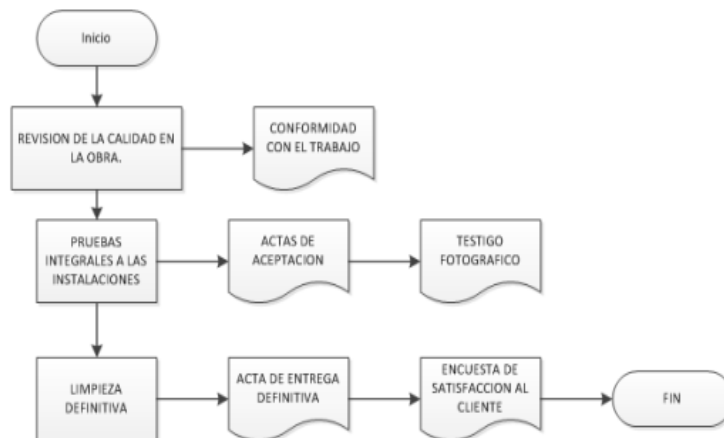 Inicio
REVISION DE LA CALIDAD EN
LA OBRA.
CONFORMIDAD
CON EL TRABAJO
PRUEBAS
INTEGRALES A LAS
INSTALACIONES
ACTAS DE
ACEPTACION
TESTIGO
FOTOGRAFICO
LIMPIEZA
DEFINITIVA
ACTA DE ENTREGA
DEFINITIVA
ENCUESTA DE
SATISFACCION AL
CLIENTE
FIN